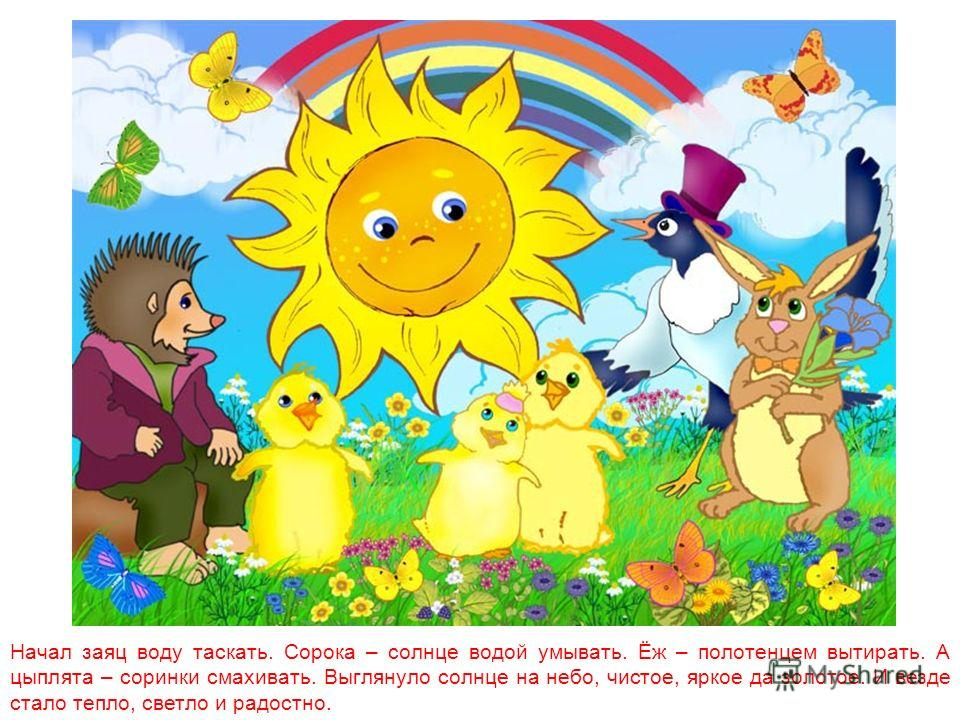 Начал заяц воду таскать. Сорока – солнце водой умывать. Ёж – полотенцем вытирать. А
цыплята – соринки смахивать. Выглянуло солнце на небо, чистое, яркое да золотое. И везде
стало тепло, светло и радостно.
MyShared